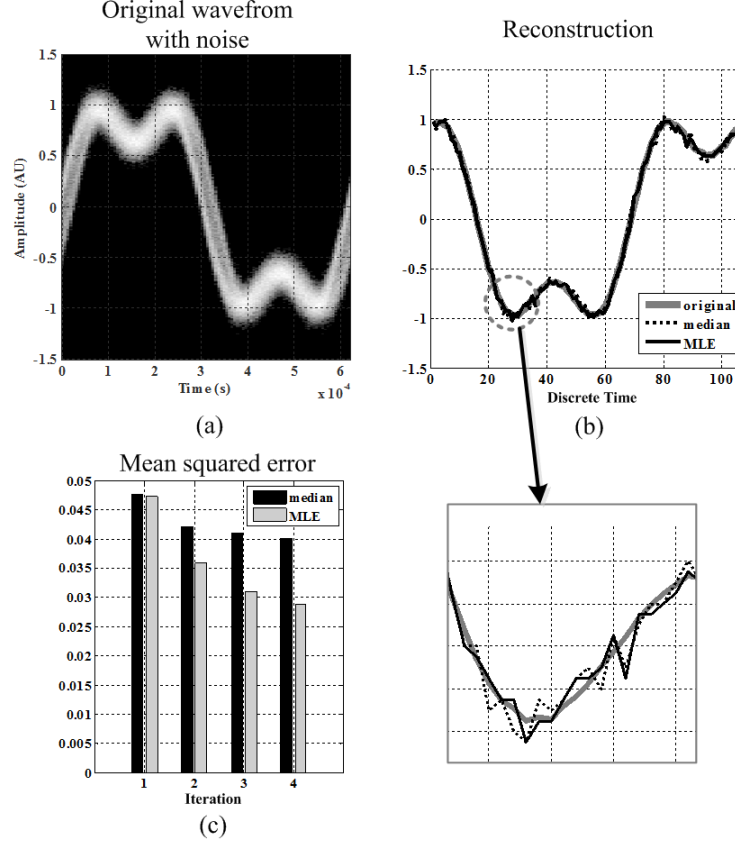 Original wavefrom
with noise
1.5
1
0.5
0
-0.5
-1
-1.5
Amplitude (AU)
0
1
2
3
4
5
6
Time (s)
x 10⁻⁴
(a)
Reconstruction
1.5
1
0.5
0
-0.5
-1
-1.5
original
median
MLE
0
20
40
60
80
100
Discrete Time
(b)
Mean squared error
0.05
0.045
0.04
0.035
0.03
0.025
0.02
0.015
0.01
0.005
0
median
MLE
1
2
3
4
Iteration
(c)